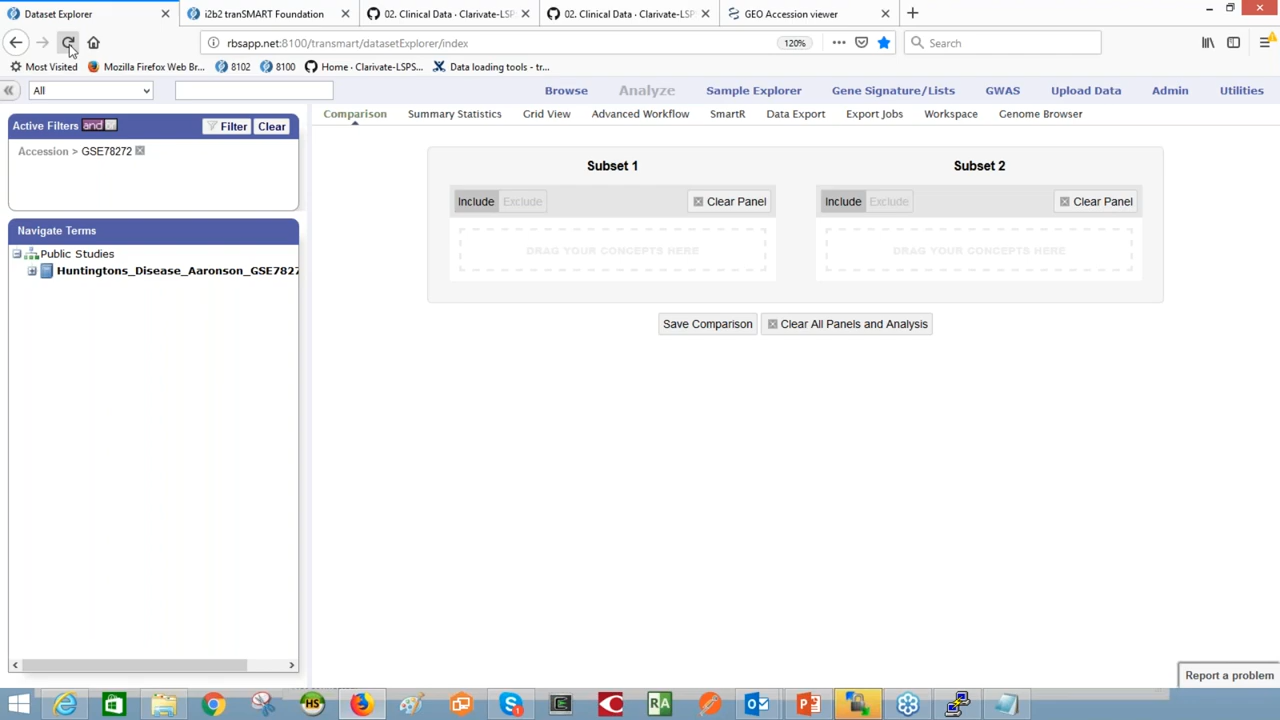 Dataset Explorer
i2b2 tranSMART Foundation
02. Clinical Data · Clarivate-LSPS
02. Clinical Data · Clarivate-LSPS
GEO Accession viewer
rbsapp.net:8100/transmart/datasetExplorer/index
120%
Search
Most Visited
Mozilla Firefox Web Br...
8102
8100
Home · Clarivate-LSPS...
Data loading tools - tr...
All
Browse
Analyze
Sample Explorer
Gene Signature/Lists
GWAS
Upload Data
Admin
Utilities
Active Filters and or
Filter
Clear
Accession > GSE78272
Navigate Terms
Public Studies
Huntingtons_Disease_Aaronson_GSE7827
Comparison
Summary Statistics
Grid View
Advanced Workflow
SmartR
Data Export
Export Jobs
Workspace
Genome Browser
Subset 1
Include Exclude
Clear Panel
DRAG YOUR CONCEPTS HERE
Subset 2
Include Exclude
Clear Panel
DRAG YOUR CONCEPTS HERE
Save Comparison
Clear All Panels and Analysis
Report a problem
HS
RA